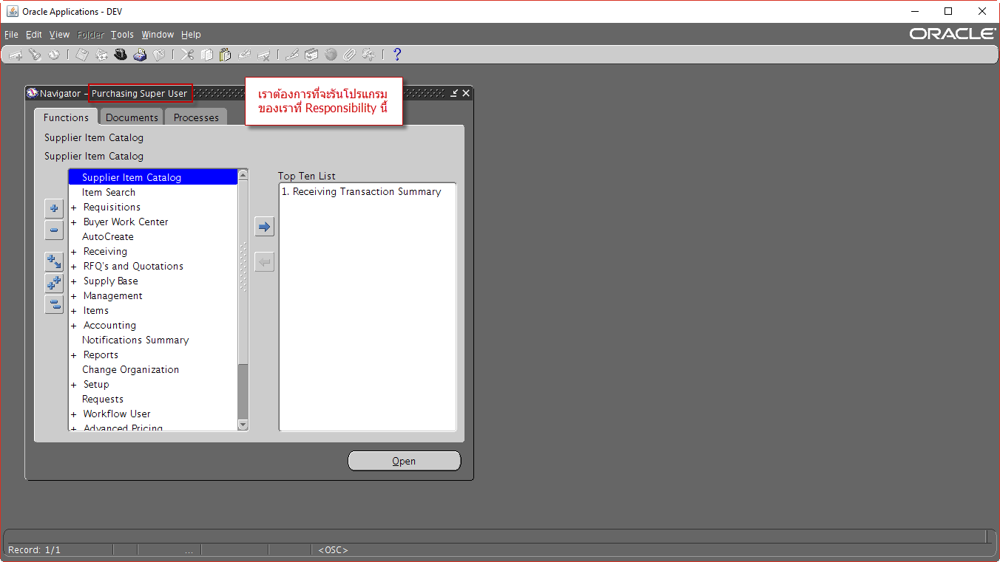 Oracle Applications - DEV
File Edit View Folder Tools Window Help
ORACLE
?
Navigator - Purchasing Super User
เราต้องการที่จะรันโปรแกรม
ของเราที่ Responsibility นี้
Functions Documents Processes
Supplier Item Catalog
Supplier Item Catalog
Top Ten List
Supplier Item Catalog
Item Search
+ Requisitions
+ Buyer Work Center
AutoCreate
+ Receiving
+ RFQ's and Quotations
+ Supply Base
+ Management
+ Items
+ Accounting
Notifications Summary
+ Reports
Change Organization
+ Setup
Requests
+ Workflow User
+ Advanced Pricing
1. Receiving Transaction Summary
Open
Record: 1/1 ... <OSC>